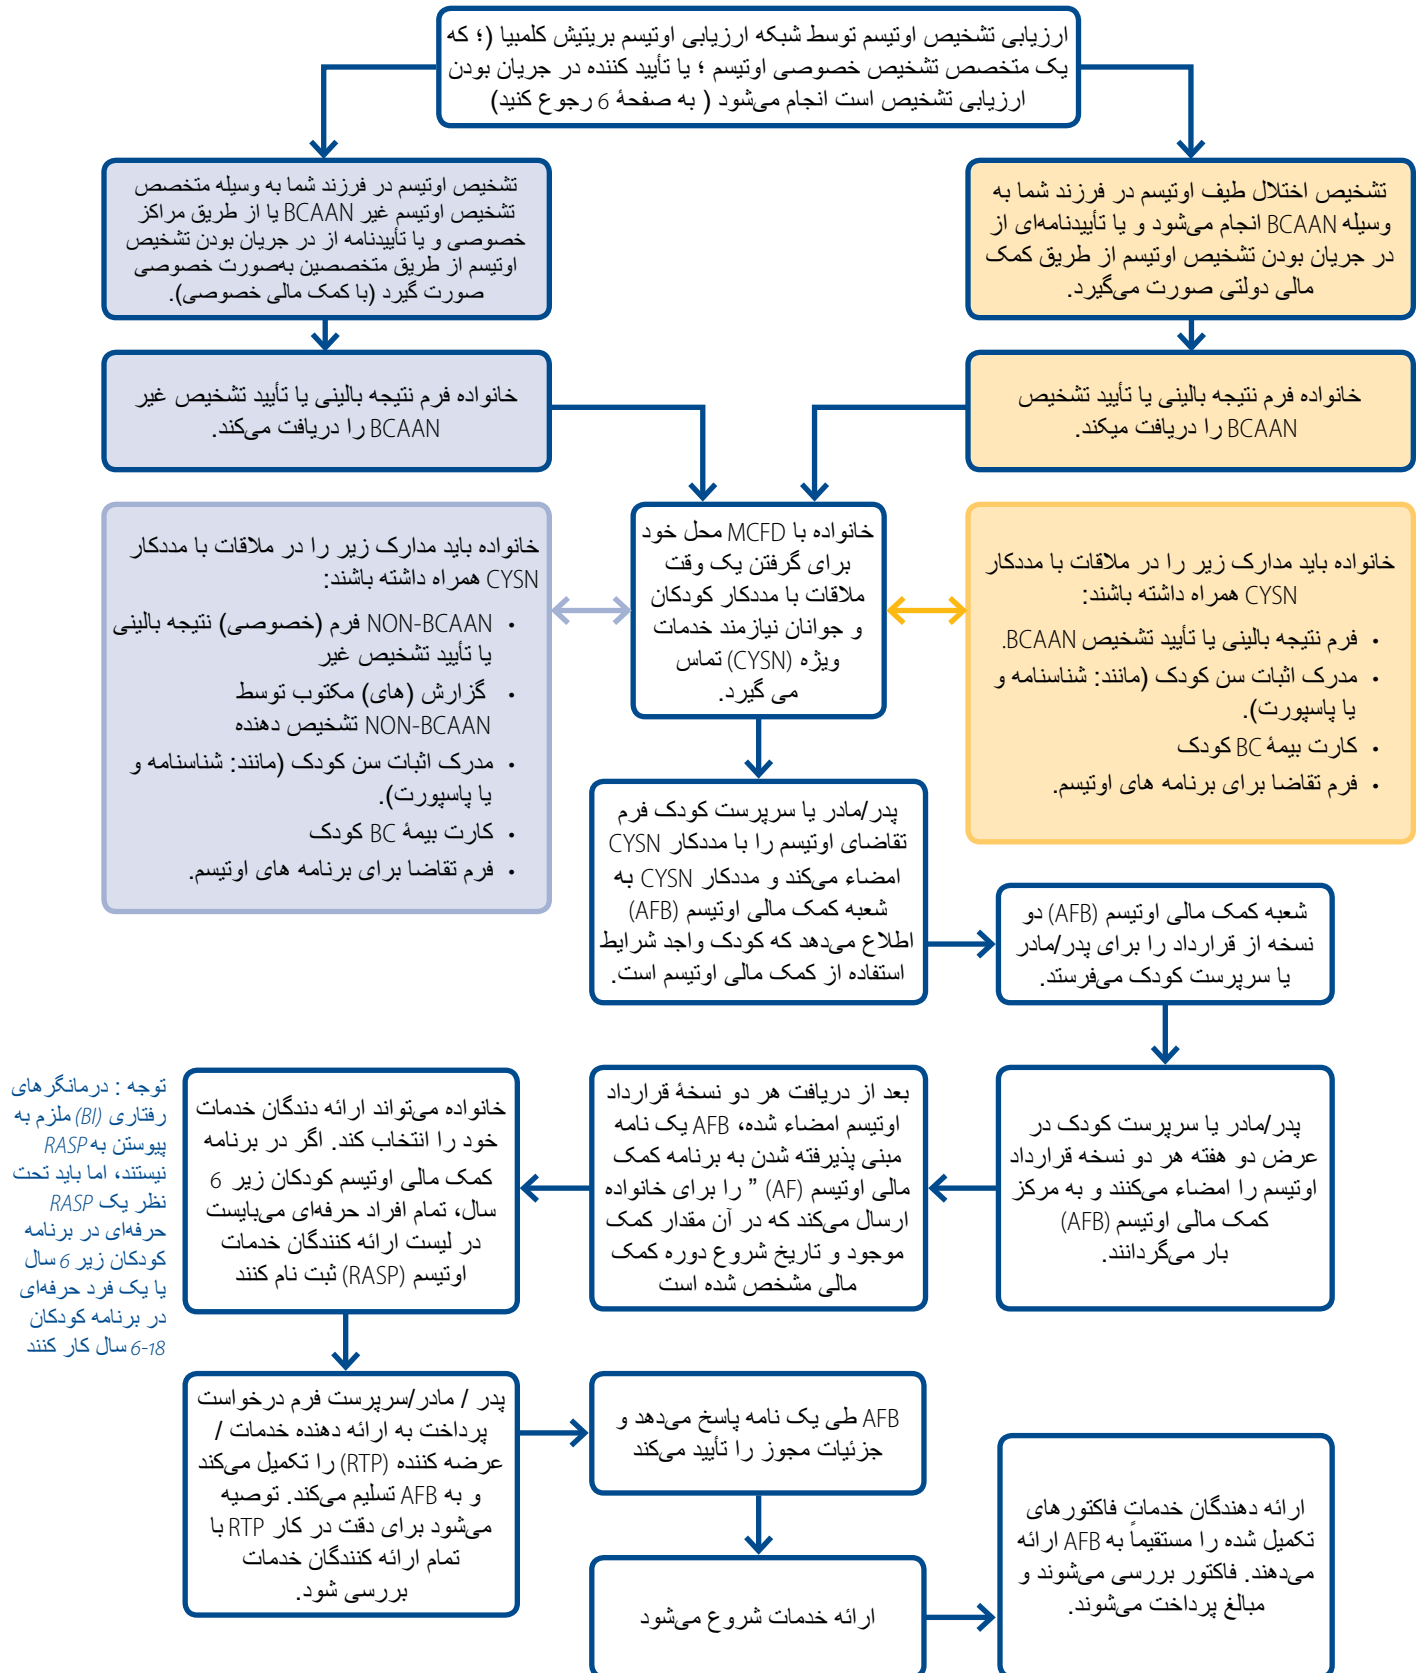 ارزیابی تشخیص اوتیسم توسط شبکه ارزیابی اوتیسم بریتیش کلمبیا (؛ که
یک متخصص تشخیص خصوصی اوتیسم ؛ یا تأیید کننده در جریان بودن
ارزیابی تشخیص است انجام می‌شود ( به صفحهٔ 6 رجوع کنید)
تشخیص اختلال طیف اوتیسم در فرزند شما به
وسیله BCAAN انجام می‌شود و یا تأییدنامه‌ای از
در جریان بودن تشخیص اوتیسم از طریق کمک
مالی دولتی صورت می‌گیرد.
تشخیص اوتیسم در فرزند شما به وسیله متخصص
تشخیص اوتیسم غیر BCAAN یا از طریق مراکز
خصوصی و یا تأییدنامه از در جریان بودن تشخیص
اوتیسم از طریق متخصصین به‌صورت خصوصی
صورت گیرد (با کمک مالی خصوصی).
خانواده فرم نتیجه بالینی یا تأیید تشخیص
BCAAN را دریافت میکند.
خانواده فرم نتیجه بالینی یا تأیید تشخیص غیر
BCAAN را دریافت می‌کند.
خانواده باید مدارک زیر را در ملاقات با مددکار
CYSN همراه داشته باشند:
• فرم نتیجه بالینی یا تأیید تشخیص BCAAN.
• مدرک اثبات سن کودک (مانند: شناسنامه و
یا پاسپورت).
• کارت بیمهٔ BC کودک
• فرم تقاضا برای برنامه های اوتیسم.
خانواده با MCFD محل خود
برای گرفتن یک وقت
ملاقات با مددکار کودکان
و جوانان نیازمند خدمات
ویژه (CYSN) تماس
می گیرد.
خانواده باید مدارک زیر را در ملاقات با مددکار
CYSN همراه داشته باشند:
• NON-BCAAN فرم (خصوصی) نتیجه بالینی
یا تأیید تشخیص غیر
• گزارش (های) مکتوب توسط
NON-BCAAN تشخیص دهنده
• مدرک اثبات سن کودک (مانند: شناسنامه و
یا پاسپورت).
• کارت بیمهٔ BC کودک
• فرم تقاضا برای برنامه های اوتیسم.
پدر/مادر یا سرپرست کودک فرم
تقاضای اوتیسم را با مددکار CYSN
امضاء می‌کند و مددکار CYSN به
شعبه کمک مالی اوتیسم (AFB)
اطلاع می‌دهد که کودک واجد شرایط
استفاده از کمک مالی اوتیسم است.
شعبه کمک مالی اوتیسم (AFB) دو
نسخه از قرارداد را برای پدر/مادر
یا سرپرست کودک می‌فرستد.
پدر/مادر یا سرپرست کودک در
عرض دو هفته هر دو نسخه قرارداد
اوتیسم را امضاء می‌کنند و به مرکز
کمک مالی اوتیسم (AFB)
بار می‌گردانند.
بعد از دریافت هر دو نسخهٔ قرارداد
اوتیسم امضاء شده، AFB یک نامه
مبنی پذیرفته شدن به برنامه کمک
مالی اوتیسم (AF) ” را برای خانواده
ارسال می‌کند که در آن مقدار کمک
موجود و تاریخ شروع دوره کمک
مالی مشخص شده است
خانواده می‌تواند ارائه دندگان خدمات
خود را انتخاب کند. اگر در برنامه
کمک مالی اوتیسم کودکان زیر 6
سال، تمام افراد حرفه‌ای می‌بایست
در لیست ارائه کنندگان خدمات
اوتیسم (RASP) ثبت نام کنند
توجه : درمانگرهای
رفتاری (BI) ملزم به
پیوستن به RASP
نیستند، اما باید تحت
نظر یک RASP
حرفه‌ای در برنامه
کودکان زیر 6 سال
یا یک فرد حرفه‌ای
در برنامه کودکان
6-18 سال کار کنند
پدر / مادر/سرپرست فرم درخواست
پرداخت به ارائه دهنده خدمات /
عرضه کننده (RTP) را تکمیل می‌کند
و به AFB تسلیم می‌کند. توصیه
می‌شود برای دقت در کار RTP با
تمام ارائه کنندگان خدمات
بررسی شود.
AFB طی یک نامه پاسخ می‌دهد و
جزئیات مجوز را تأیید می‌کند
ارائه خدمات شروع می‌شود
ارائه دهندگان خدمات فاکتورهای
تکمیل شده را مستقیماً به AFB ارائه
می‌دهند. فاکتور بررسی می‌شوند و
مبالغ پرداخت می‌شوند.